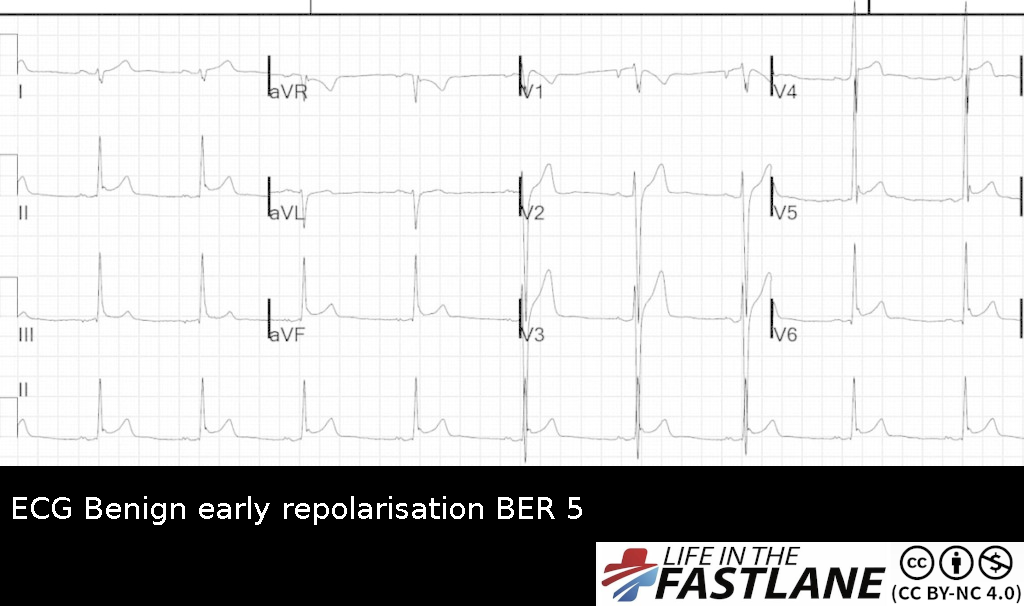 I
aVR
V1
V4
II
aVL
V2
V5
III
aVF
V3
V6
II
ECG Benign early repolarisation BER 5
LIFE IN THE
FASTLANE
cc
$
(CC BY-NC 4.0)